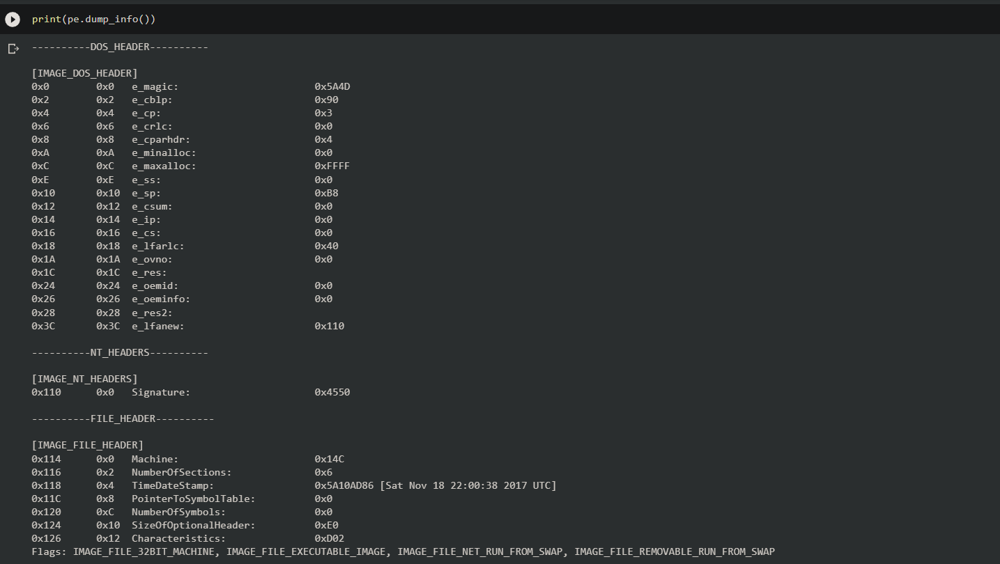 print(pe.dump_info())
----------DOS_HEADER----------
[IMAGE_DOS_HEADER]
0x0        0x0   e_magic:                       0x5A4D
0x2        0x2   e_cblp:                        0x90
0x4        0x4   e_cp:                          0x3
0x6        0x6   e_crlc:                        0x0
0x8        0x8   e_cparhdr:                     0x4
0xA        0xA   e_minalloc:                    0x0
0xC        0xC   e_maxalloc:                    0xFFFF
0xE        0xE   e_ss:                          0x0
0x10       0x10  e_sp:                          0xB8
0x12       0x12  e_csum:                        0x0
0x14       0x14  e_ip:                          0x0
0x16       0x16  e_cs:                          0x0
0x18       0x18  e_lfarlc:                      0x40
0x1A       0x1A  e_ovno:                        0x0
0x1C       0x1C  e_res:
0x24       0x24  e_oemid:                       0x0
0x26       0x26  e_oeminfo:                     0x0
0x28       0x28  e_res2:
0x3C       0x3C  e_lfanew:                      0x110
----------NT_HEADERS----------
[IMAGE_NT_HEADERS]
0x110      0x0   Signature:                     0x4550
----------FILE_HEADER----------
[IMAGE_FILE_HEADER]
0x114      0x0   Machine:                       0x14C
0x116      0x2   NumberOfSections:              0x6
0x118      0x4   TimeDateStamp:                 0x5A10AD86 [Sat Nov 18 22:00:38 2017 UTC]
0x11C      0x8   PointerToSymbolTable:          0x0
0x120      0xC   NumberOfSymbols:               0x0
0x124      0x10  SizeOfOptionalHeader:          0xE0
0x126      0x12  Characteristics:               0xD02
Flags: IMAGE_FILE_32BIT_MACHINE, IMAGE_FILE_EXECUTABLE_IMAGE, IMAGE_FILE_NET_RUN_FROM_SWAP, IMAGE_FILE_REMOVABLE_RUN_FROM_SWAP